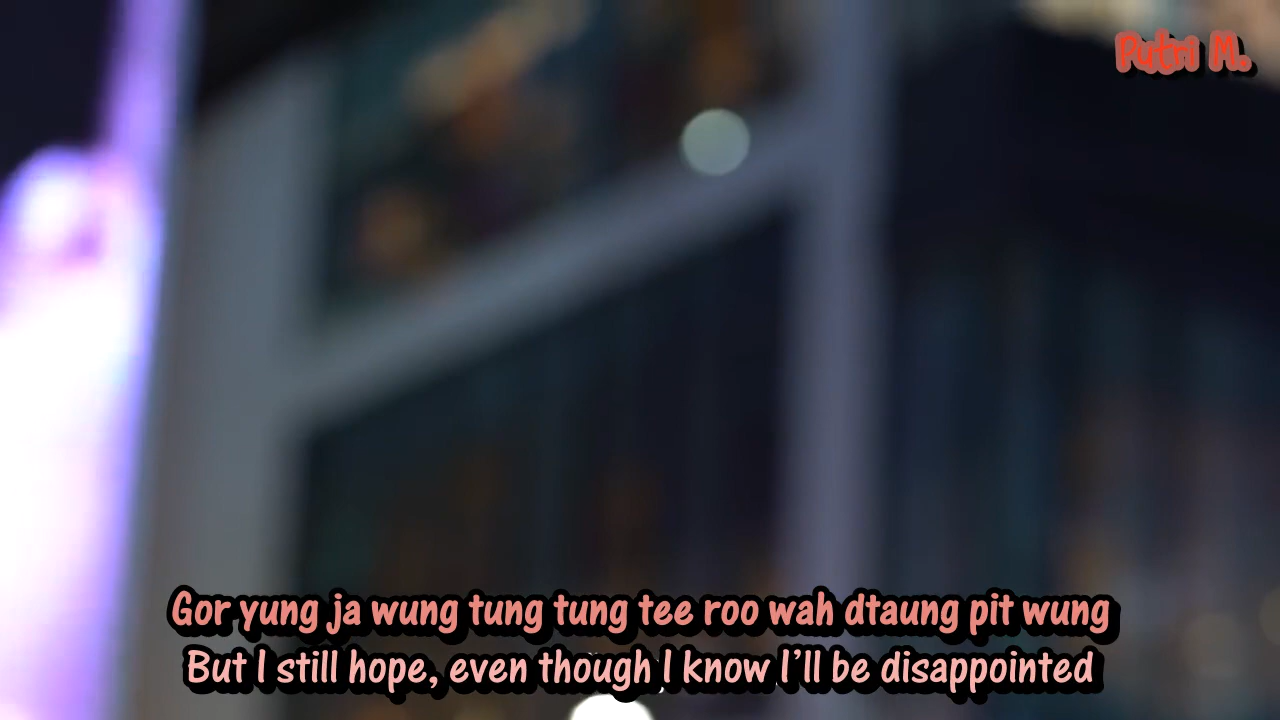 Putri M.
Gor yung ja wung tung tung tee roo wah dtaung pit wung
But I still hope, even though I know I'll be disappointed